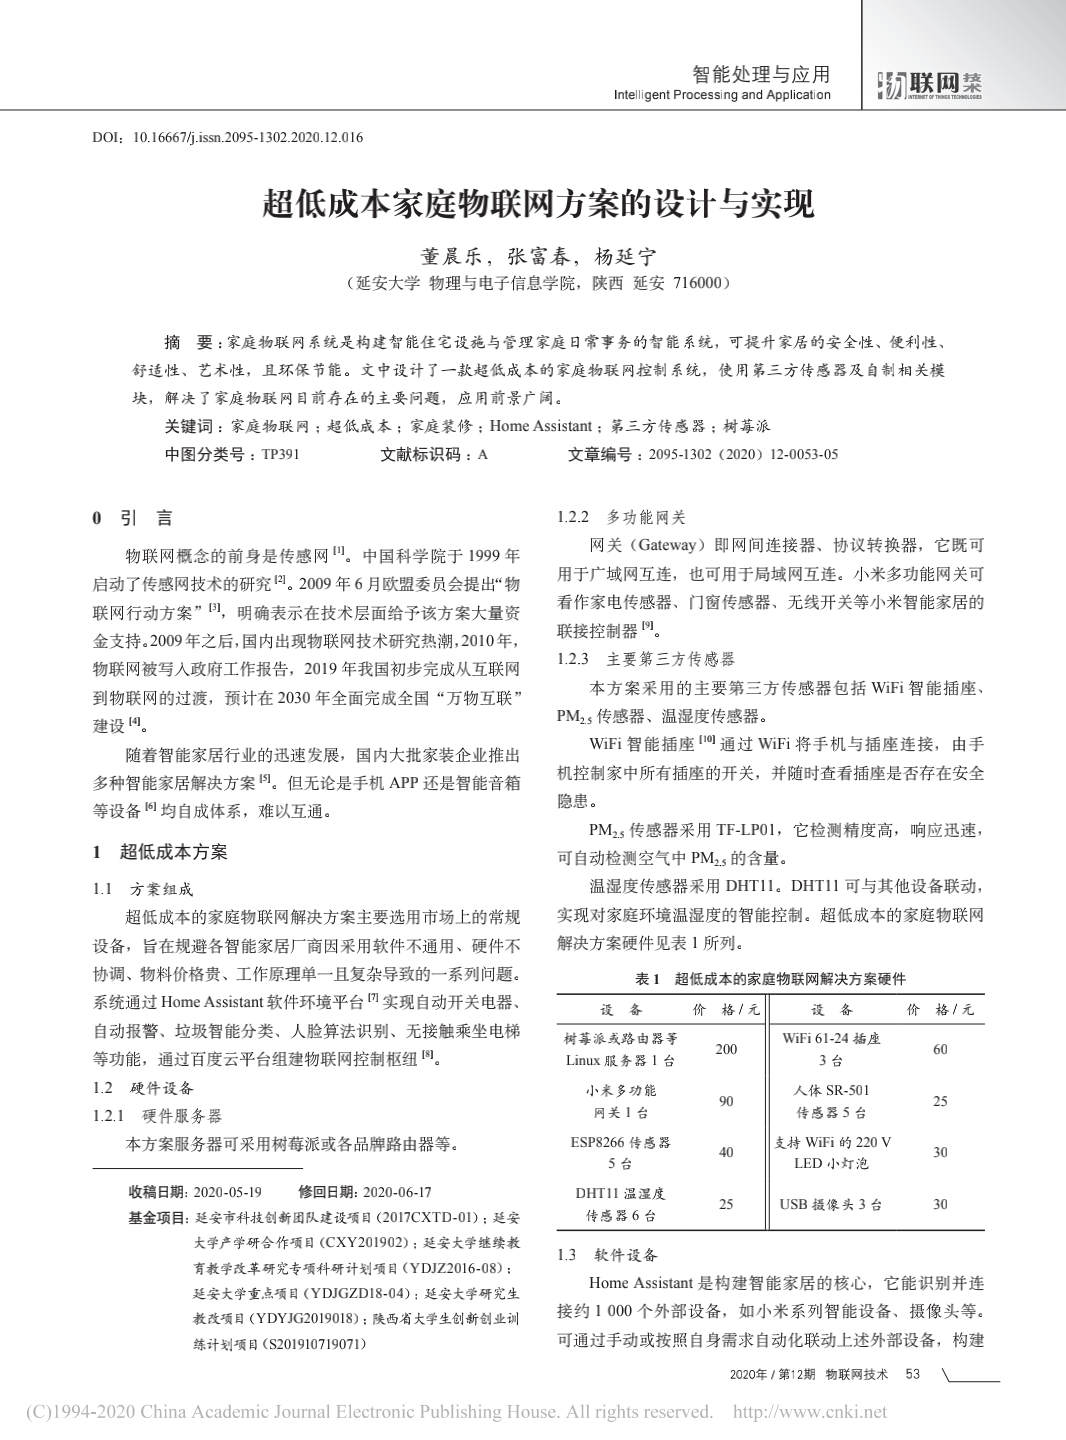 智能处理与应用
Intelligent Processing and Application
物联网技术
INTERNET OF THINGS TECHNOLOGIES
DOI：10.16667/j.issn.2095-1302.2020.12.016
超低成本家庭物联网方案的设计与实现
董晨乐，张富春，杨延宁
（延安大学 物理与电子信息学院，陕西 延安 716000）
摘 要：家庭物联网系统是构建智能住宅设施与管理家庭日常事务的智能系统，可提升家居的安全性、便利性、
舒适性、艺术性，且环保节能。文中设计了一款超低成本的家庭物联网控制系统，使用第三方传感器及自制相关模
块，解决了家庭物联网目前存在的主要问题，应用前景广阔。
关键词：家庭物联网；超低成本；家庭装修；Home Assistant；第三方传感器；树莓派
中图分类号：TP391 文献标识码：A 文章编号：2095-1302（2020）12-0053-05
0 引 言
物联网概念的前身是传感网 [1]。中国科学院于 1999 年
启动了传感网技术的研究 [2]。2009 年 6 月欧盟委员会提出“物
联网行动方案” [3]，明确表示在技术层面给予该方案大量资
金支持。2009 年之后，国内出现物联网技术研究热潮，2010 年，
物联网被写入政府工作报告，2019 年我国初步完成从互联网
到物联网的过渡，预计在 2030 年全面完成全国“万物互联”
建设 [4]。
随着智能家居行业的迅速发展，国内大批家装企业推出
多种智能家居解决方案 [5]。但无论是手机 APP 还是智能音箱
等设备 [6] 均自成体系，难以互通。
1 超低成本方案
1.1 方案组成
超低成本的家庭物联网解决方案主要选用市场上的常规
设备，旨在规避各智能家居厂商因采用软件不通用、硬件不
协调、物料价格贵、工作原理单一且复杂导致的一系列问题。
系统通过 Home Assistant 软件环境平台 [7] 实现自动开关电器、
自动报警、垃圾智能分类、人脸算法识别、无接触乘坐电梯
等功能，通过百度云平台组建物联网控制枢纽 [8]。
1.2 硬件设备
1.2.1 硬件服务器
本方案服务器可采用树莓派或各品牌路由器等。
收稿日期：2020-05-19 修回日期：2020-06-17
基金项目：延安市科技创新团队建设项目（2017CXTD-01）；延安
大学产学研合作项目（CXY201902）；延安大学继续教
育教学改革研究专项科研计划项目（YDJZ2016-08）；
延安大学重点项目（YDJGZD18-04）；延安大学研究生
教改项目（YDYJG2019018）；陕西省大学生创新创业训
练计划项目（S201910719071）
1.2.2 多功能网关
网关（Gateway）即网间连接器、协议转换器，它既可
用于广域网互连，也可用于局域网互连。小米多功能网关可
看作家电传感器、门窗传感器、无线开关等小米智能家居的
联接控制器 [9]。
1.2.3 主要第三方传感器
本方案采用的主要第三方传感器包括 WiFi 智能插座、
PM2.5 传感器、温湿度传感器。
WiFi 智能插座 [10] 通过 WiFi 将手机与插座连接，由手
机控制家中所有插座的开关，并随时查看插座是否存在安全
隐患。
PM2.5 传感器采用 TF-LP01，它检测精度高，响应迅速，
可自动检测空气中 PM2.5 的含量。
温湿度传感器采用 DHT11。DHT11 可与其他设备联动，
实现对家庭环境温湿度的智能控制。超低成本的家庭物联网
解决方案硬件见表 1 所列。
表 1 超低成本的家庭物联网解决方案硬件
设 备 价 格 / 元 设 备 价 格 / 元
树莓派或路由器等
Linux 服务器 1 台 200 WiFi 61-24 插座
3 台 60
小米多功能
网关 1 台 90 人体 SR-501
传感器 5 台 25
ESP8266 传感器
5 台 40 支持 WiFi 的 220 V
LED 小灯泡 30
DHT11 温湿度
传感器 6 台 25 USB 摄像头 3 台 30
1.3 软件设备
Home Assistant 是构建智能家居的核心，它能识别并连
接约 1 000 个外部设备，如小米系列智能设备、摄像头等。
可通过手动或按照自身需求自动化联动上述外部设备，构建
2020年 / 第12期 物联网技术 53
(C)1994-2020 China Academic Journal Electronic Publishing House. All rights reserved. http://www.cnki.net